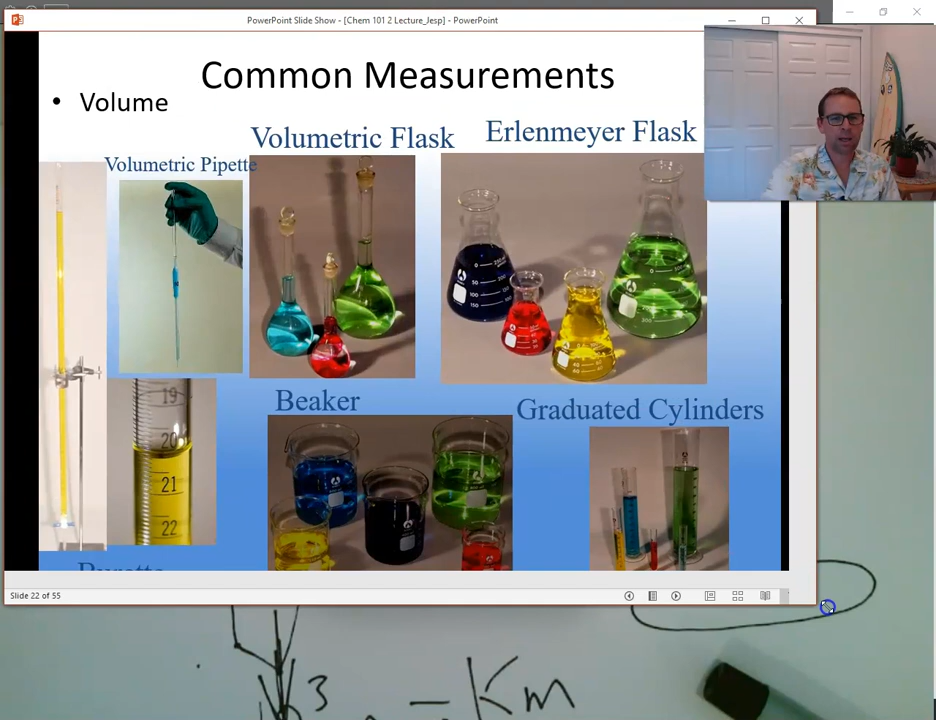 PowerPoint Slide Show - [Chem 101 2 Lecture_Jesp] - PowerPoint
Common Measurements
• Volume
Volumetric Flask
Erlenmeyer Flask
Volumetric Pipette
19
20
21
22
Beaker
Graduated Cylinders
Slide 22 of 55
3
= Km